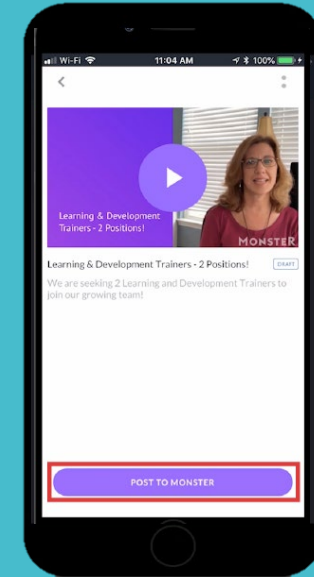 Wi-Fi 11:04 AM 100%
Learning & Development
Trainers - 2 Positions!
MONSTER
Learning & Development Trainers - 2 Positions! DRAFT
We are seeking 2 Learning and Development Trainers to
join our growing team!
POST TO MONSTER